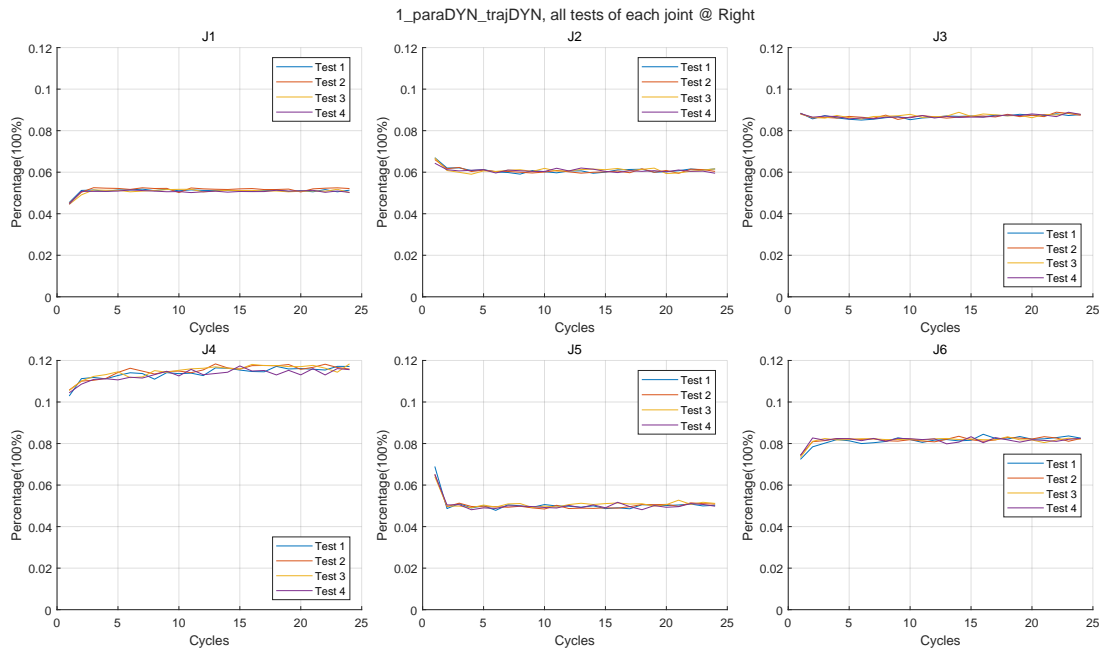 1_paraDYN_trajDYN, all tests of each joint @ Right
J1
Percentage(100%)
0.12
0.1
0.08
0.06
0.04
0.02
0
0 5 10 15 20 25
Cycles
Test 1
Test 2
Test 3
Test 4
J2
Percentage(100%)
0.12
0.1
0.08
0.06
0.04
0.02
0
0 5 10 15 20 25
Cycles
Test 1
Test 2
Test 3
Test 4
J3
Percentage(100%)
0.12
0.1
0.08
0.06
0.04
0.02
0
0 5 10 15 20 25
Cycles
Test 1
Test 2
Test 3
Test 4
J4
Percentage(100%)
0.12
0.1
0.08
0.06
0.04
0.02
0
0 5 10 15 20 25
Cycles
Test 1
Test 2
Test 3
Test 4
J5
Percentage(100%)
0.12
0.1
0.08
0.06
0.04
0.02
0
0 5 10 15 20 25
Cycles
Test 1
Test 2
Test 3
Test 4
J6
Percentage(100%)
0.12
0.1
0.08
0.06
0.04
0.02
0
0 5 10 15 20 25
Cycles
Test 1
Test 2
Test 3
Test 4